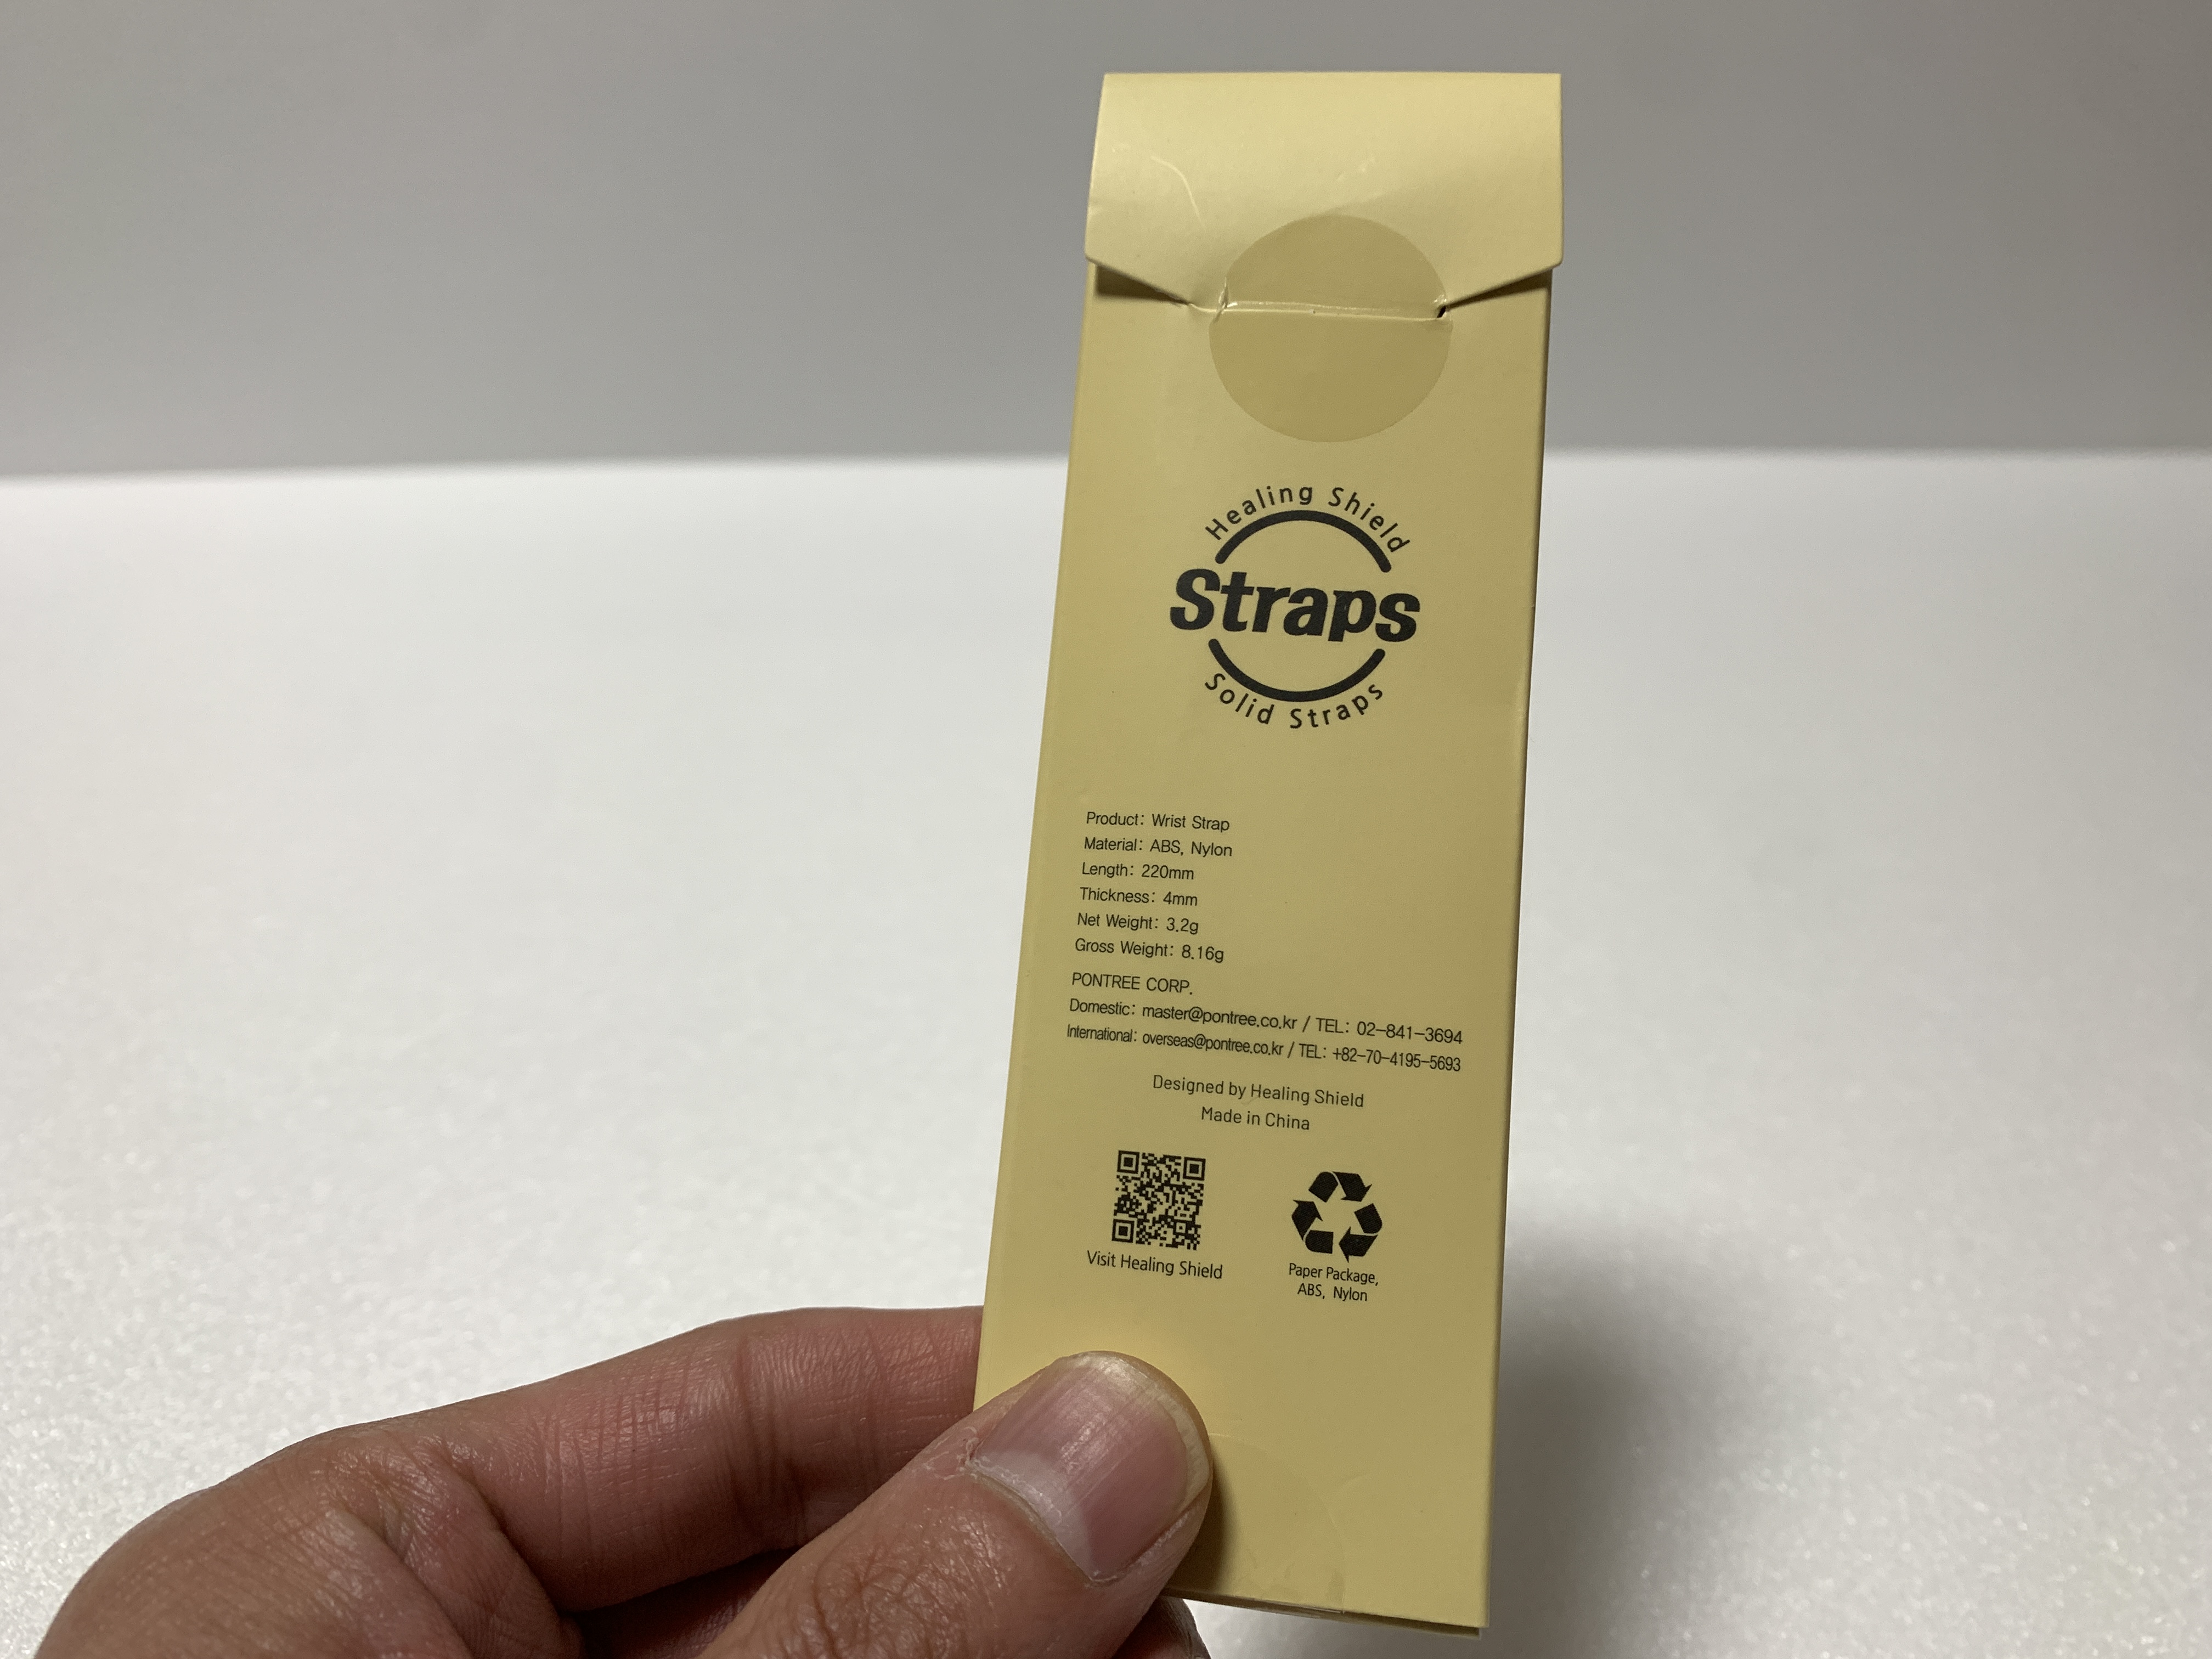 Healing Shield
Straps
Solid Straps
Product: Wrist Strap
Material: ABS, Nylon
Length: 220mm
Thickness: 4mm
Net Weight: 3.2g
Gross Weight: 8.16g
PONTREE CORP.
Domestic: master@pontree.co.kr / TEL: 02-841-3694
International: overseas@pontree.co.kr / TEL: +82-70-4195-5693
Designed by Healing Shield
Made in China
Visit Healing Shield
Paper Package,
ABS, Nylon